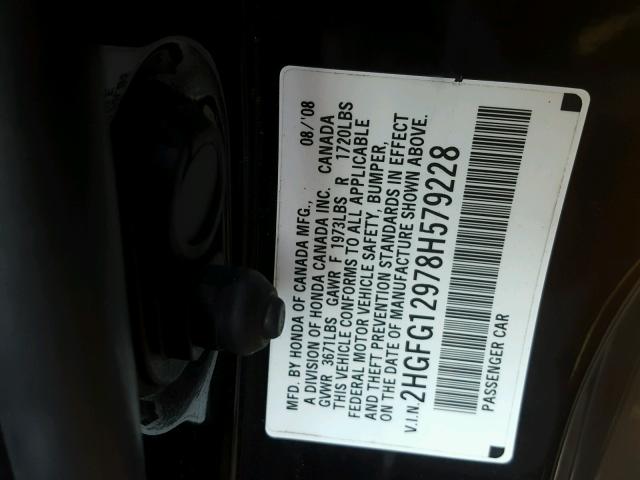 MFD. BY HONDA OF CANADA MFG., 08/'08
A DIVISION OF HONDA CANADA INC. CANADA
GVWR 3671LBS GAWR F 1973LBS R 1720LBS
THIS VEHICLE CONFORMS TO ALL APPLICABLE
FEDERAL MOTOR VEHICLE SAFETY, BUMPER,
AND THEFT PREVENTION STANDARDS IN EFFECT
ON THE DATE OF MANUFACTURE SHOWN ABOVE.
V.I.N. 2HGFG12978H579228
PASSENGER CAR